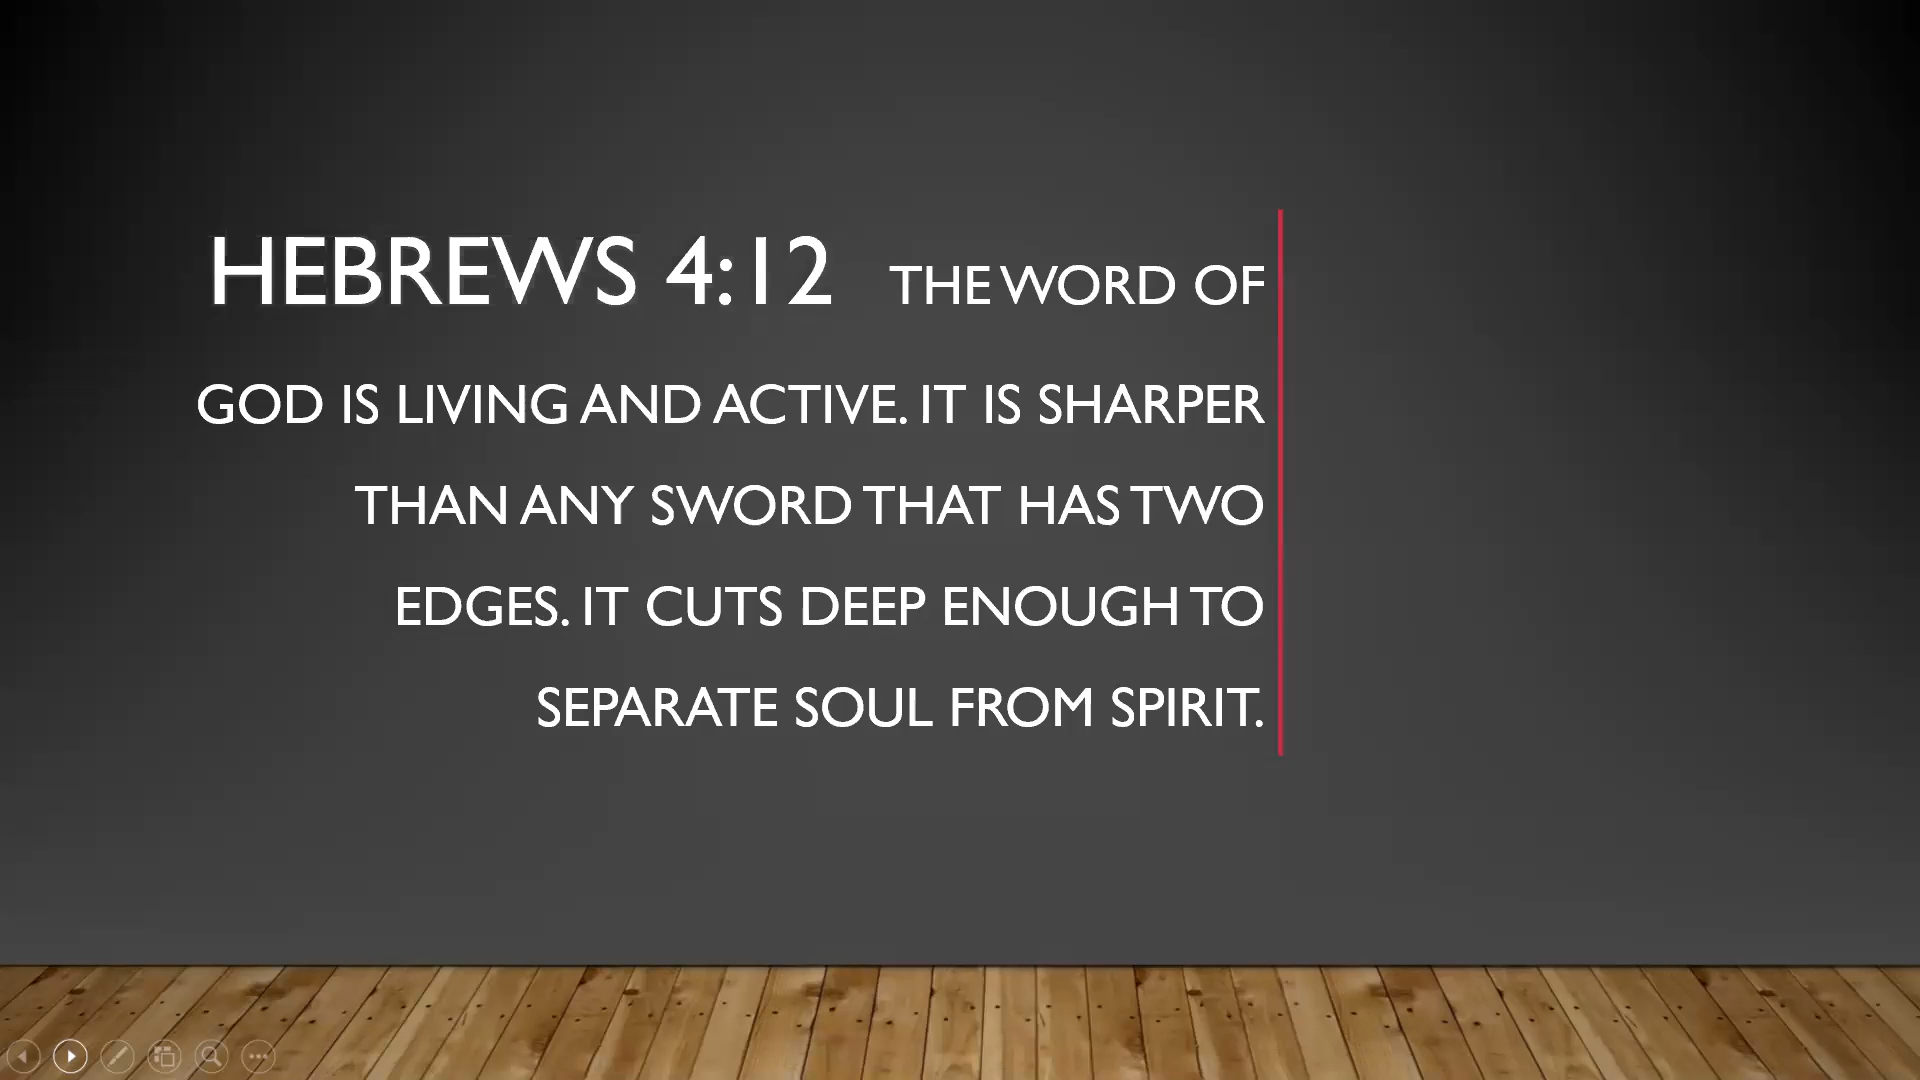 HEBREWS 4:12 THE WORD OF
GOD IS LIVING AND ACTIVE. IT IS SHARPER
THAN ANY SWORD THAT HAS TWO
EDGES. IT CUTS DEEP ENOUGH TO
SEPARATE SOUL FROM SPIRIT.